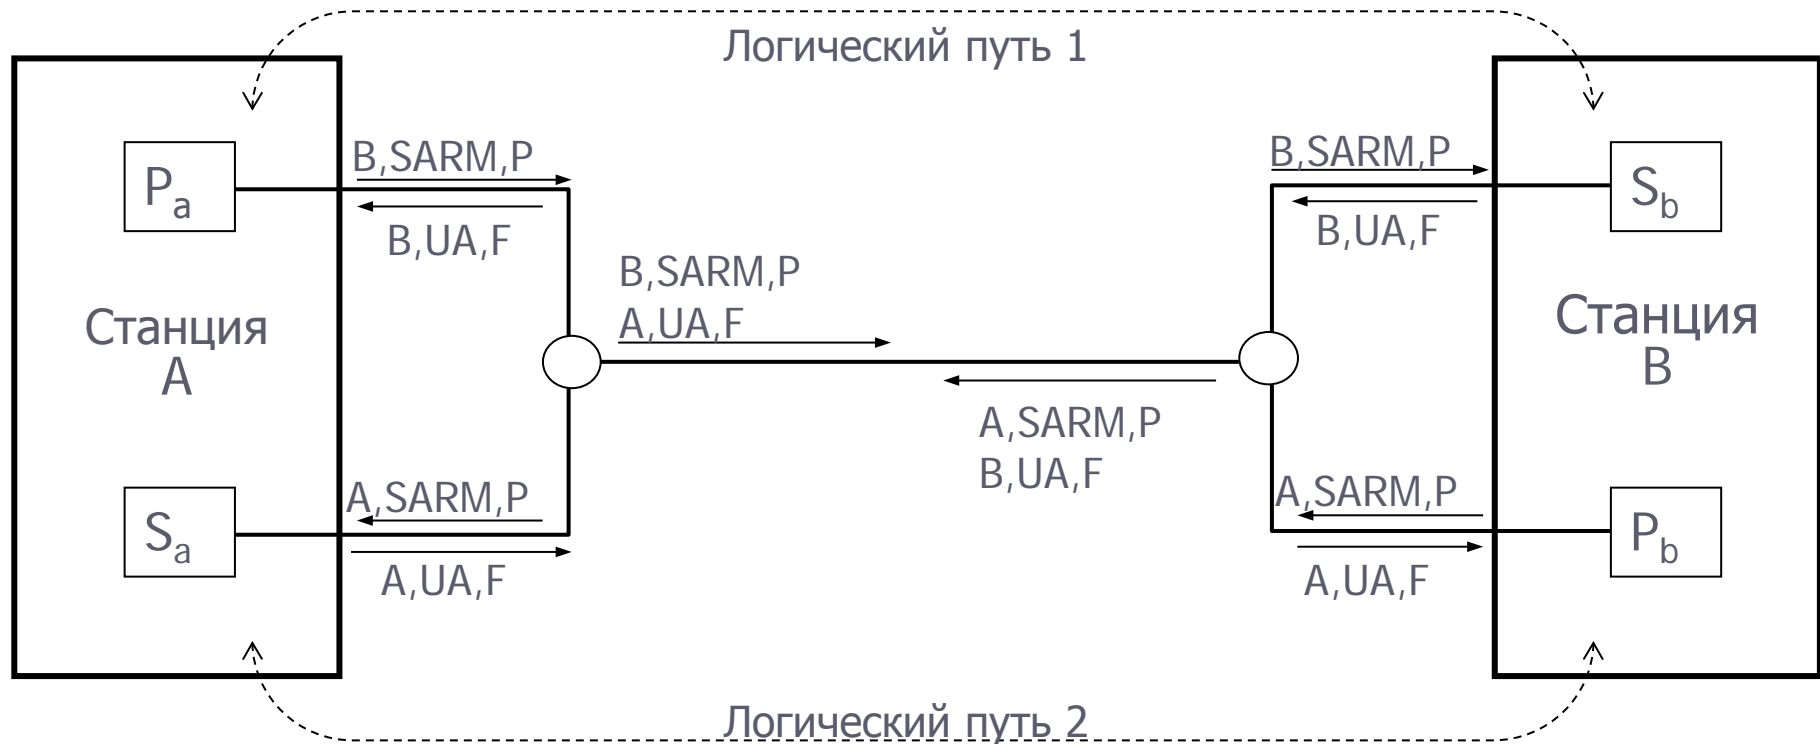 Логический путь 1
B,SARM,P
B,SARM,P
Pa
Sb
B,UA,F
B,UA,F
B,SARM,P
A,UA,F
Станция
A
Станция
B
A,SARM,P
B,UA,F
A,SARM,P
A,SARM,P
Sa
Pb
A,UA,F
A,UA,F
Логический путь 2